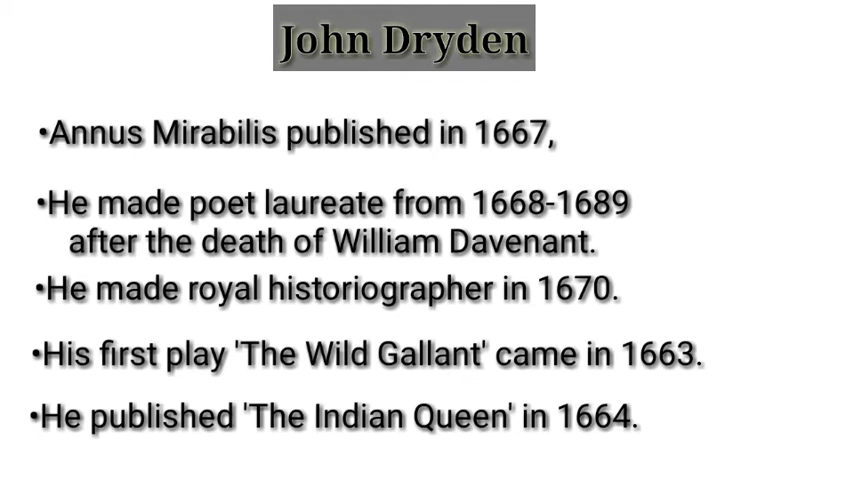 John Dryden
•Annus Mirabilis published in 1667,
•He made poet laureate from 1668-1689
after the death of William Davenant.
•He made royal historiographer in 1670.
•His first play 'The Wild Gallant' came in 1663.
•He published 'The Indian Queen' in 1664.